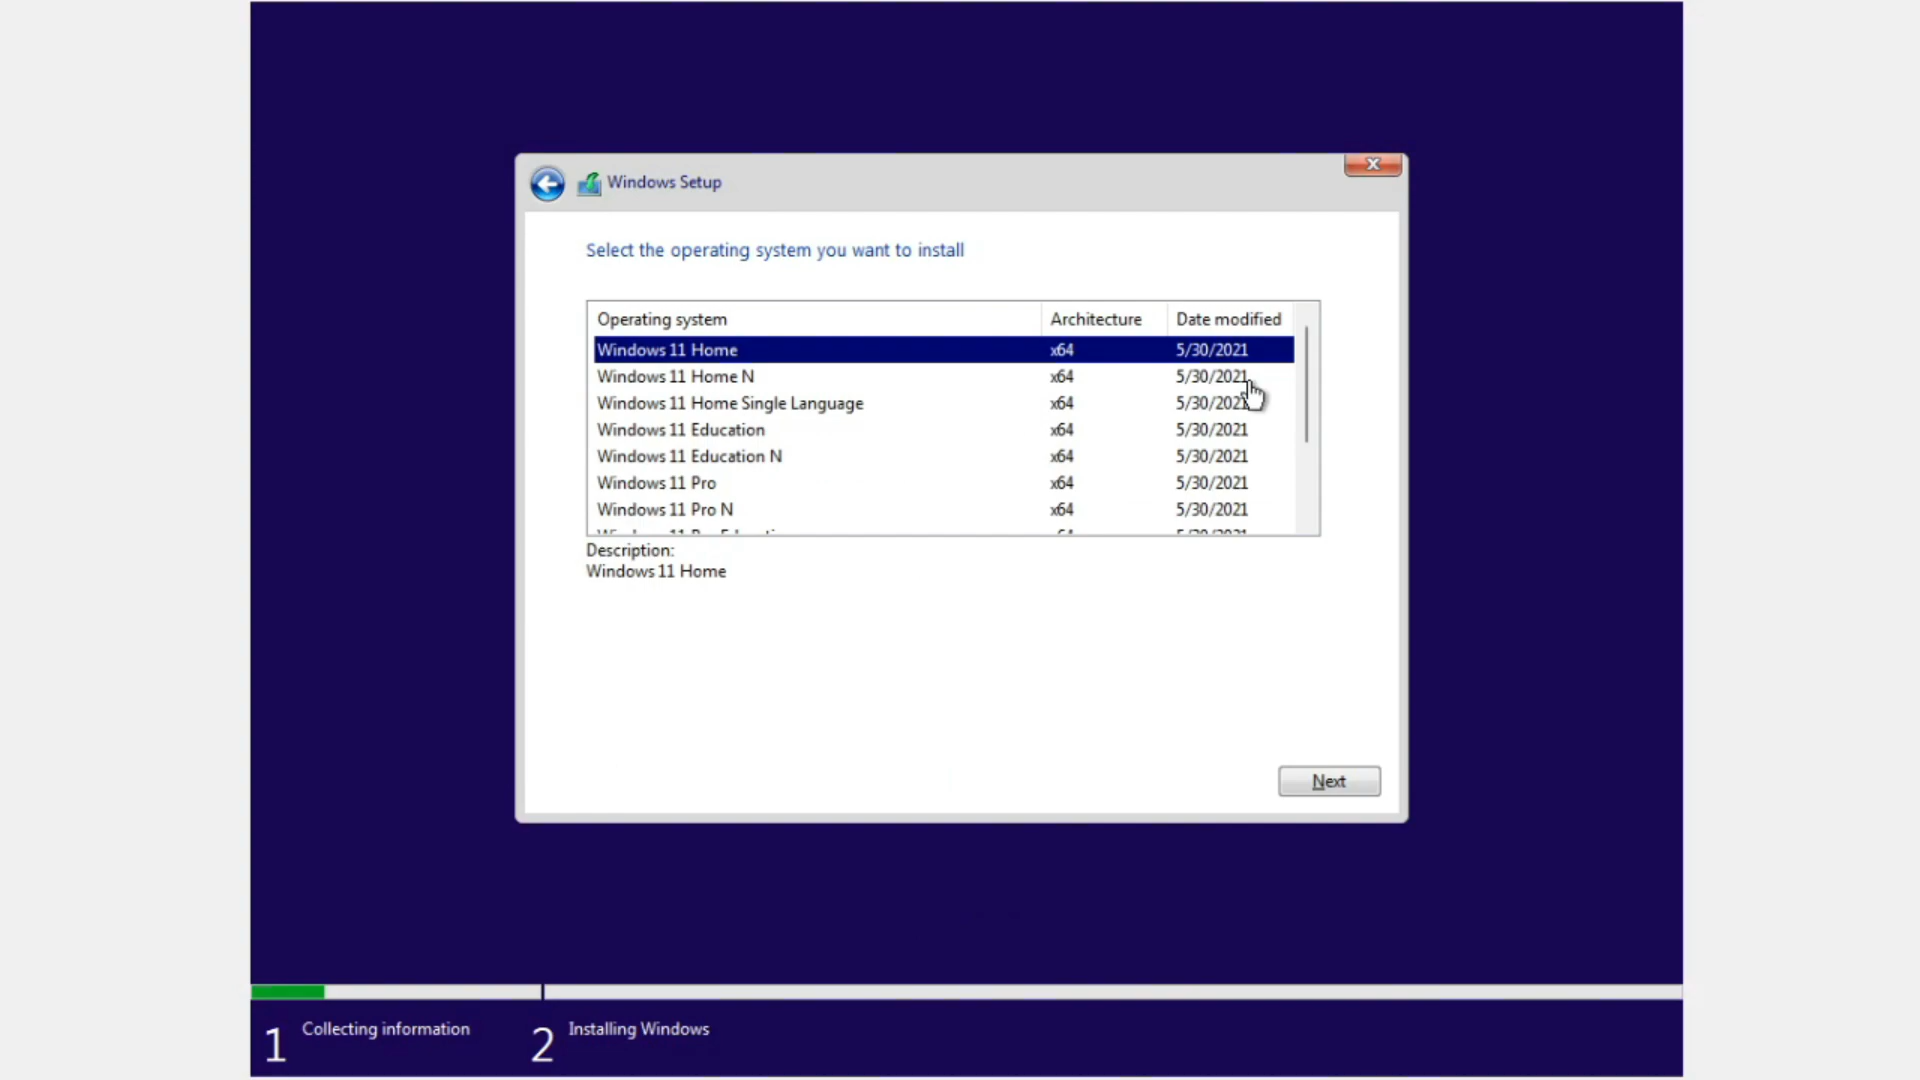 Windows Setup
Select the operating system you want to install
Operating system Architecture Date modified
Windows 11 Home x64 5/30/2021
Windows 11 Home N x64 5/30/2021
Windows 11 Home Single Language x64 5/30/2021
Windows 11 Education x64 5/30/2021
Windows 11 Education N x64 5/30/2021
Windows 11 Pro x64 5/30/2021
Windows 11 Pro N x64 5/30/2021
Description:
Windows 11 Home
Next
1 Collecting information 2 Installing Windows